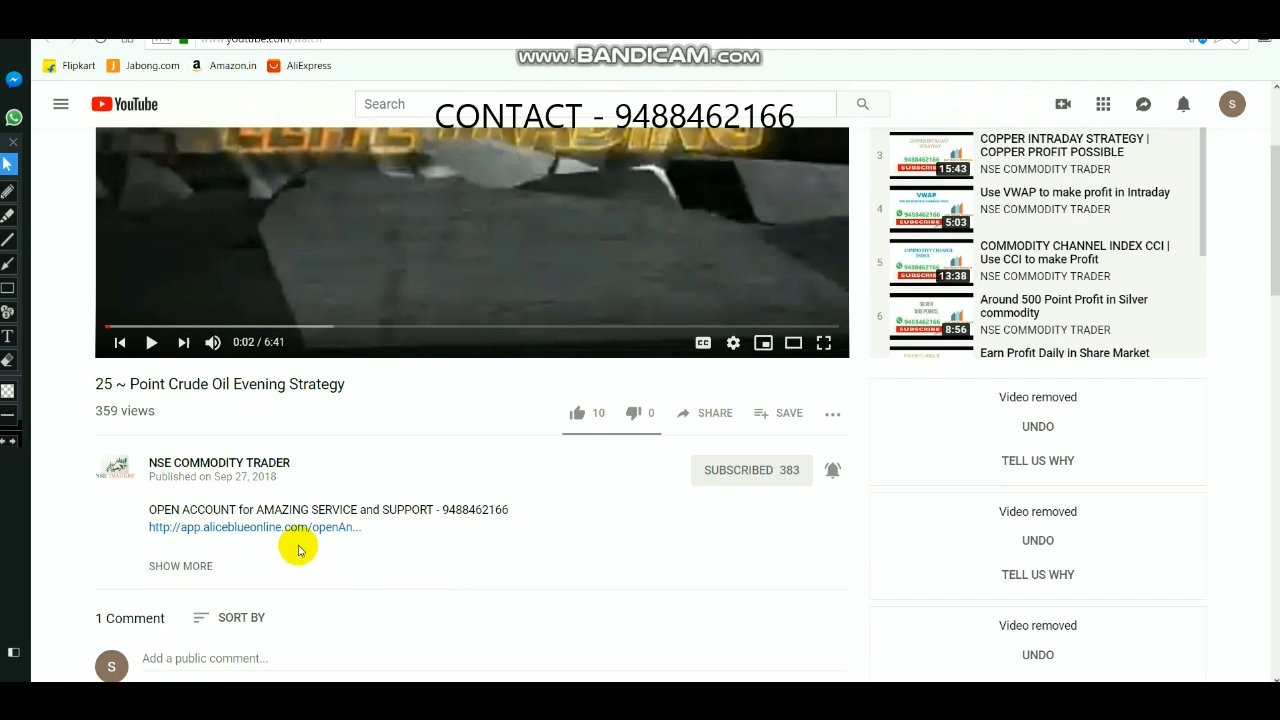 www.BANDICAM.com
Flipkart
Jabong.com
Amazon.in
AliExpress
YouTube
Search
CONTACT - 9488462166
S
3
COPPER INTRADAY STRATEGY |
COPPER PROFIT POSSIBLE
NSE COMMODITY TRADER
15:43
4
VWAP
Use VWAP to make profit in Intraday
NSE COMMODITY TRADER
9488462166
SUBSCRIBE
5:03
5
COMMODITY CHANNEL INDEX CCI |
Use CCI to make Profit
NSE COMMODITY TRADER
9488462166
13:38
6
Around 500 Point Profit in Silver
commodity
NSE COMMODITY TRADER
9488462166
SUBSCRIBE
8:56
Earn Profit Daily in Share Market
0:02 / 6:41
25 ~ Point Crude Oil Evening Strategy
359 views
10
0
SHARE
SAVE
NSE COMMODITY TRADER
Published on Sep 27, 2018
SUBSCRIBED 383
OPEN ACCOUNT for AMAZING SERVICE and SUPPORT - 9488462166
http://app.aliceblueonline.com/openAn...
SHOW MORE
1 Comment
SORT BY
S
Add a public comment...
Video removed
UNDO
TELL US WHY
Video removed
UNDO
TELL US WHY
Video removed
UNDO